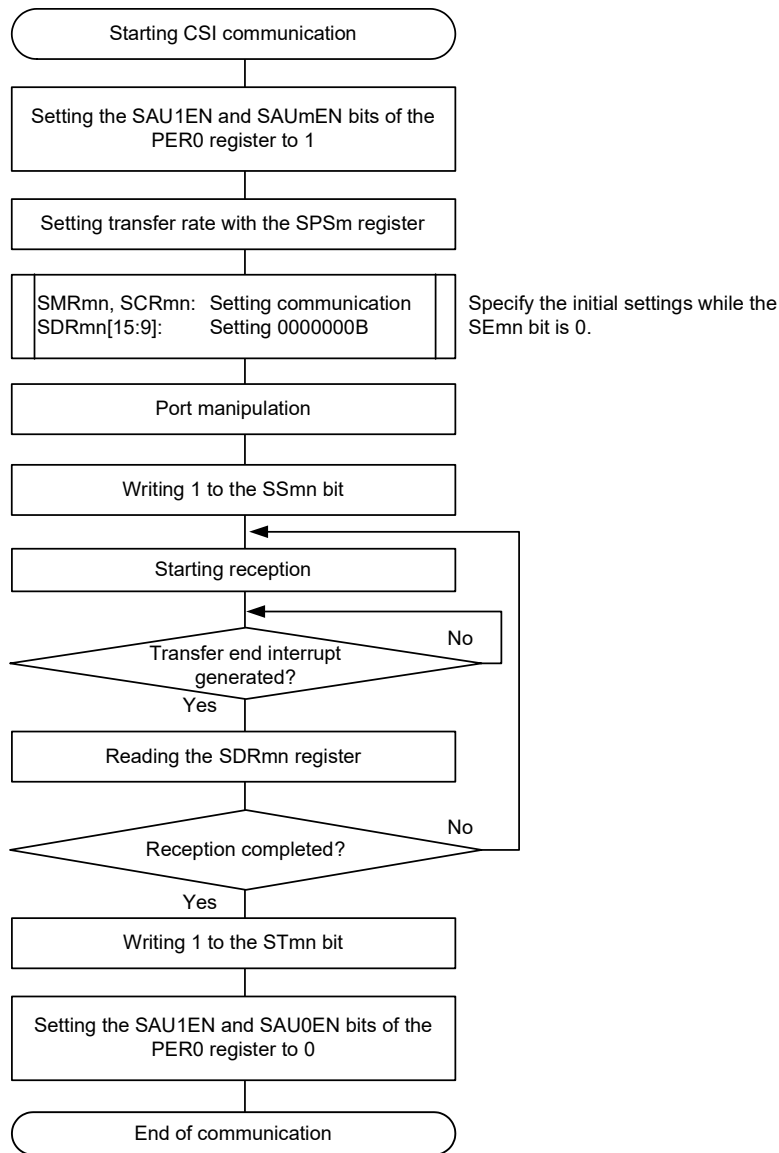 Starting CSI communication
Setting the SAU1EN and SAUmEN bits of the
PER0 register to 1
Setting transfer rate with the SPSm register
SMRmn, SCRmn: Setting communication
SDRmn[15:9]: Setting 0000000B
Specify the initial settings while the
SEmn bit is 0.
Port manipulation
Writing 1 to the SSmn bit
Starting reception
No
Transfer end interrupt
generated?
Yes
Reading the SDRmn register
No
Reception completed?
Yes
Writing 1 to the STmn bit
Setting the SAU1EN and SAU0EN bits of the
PER0 register to 0
End of communication